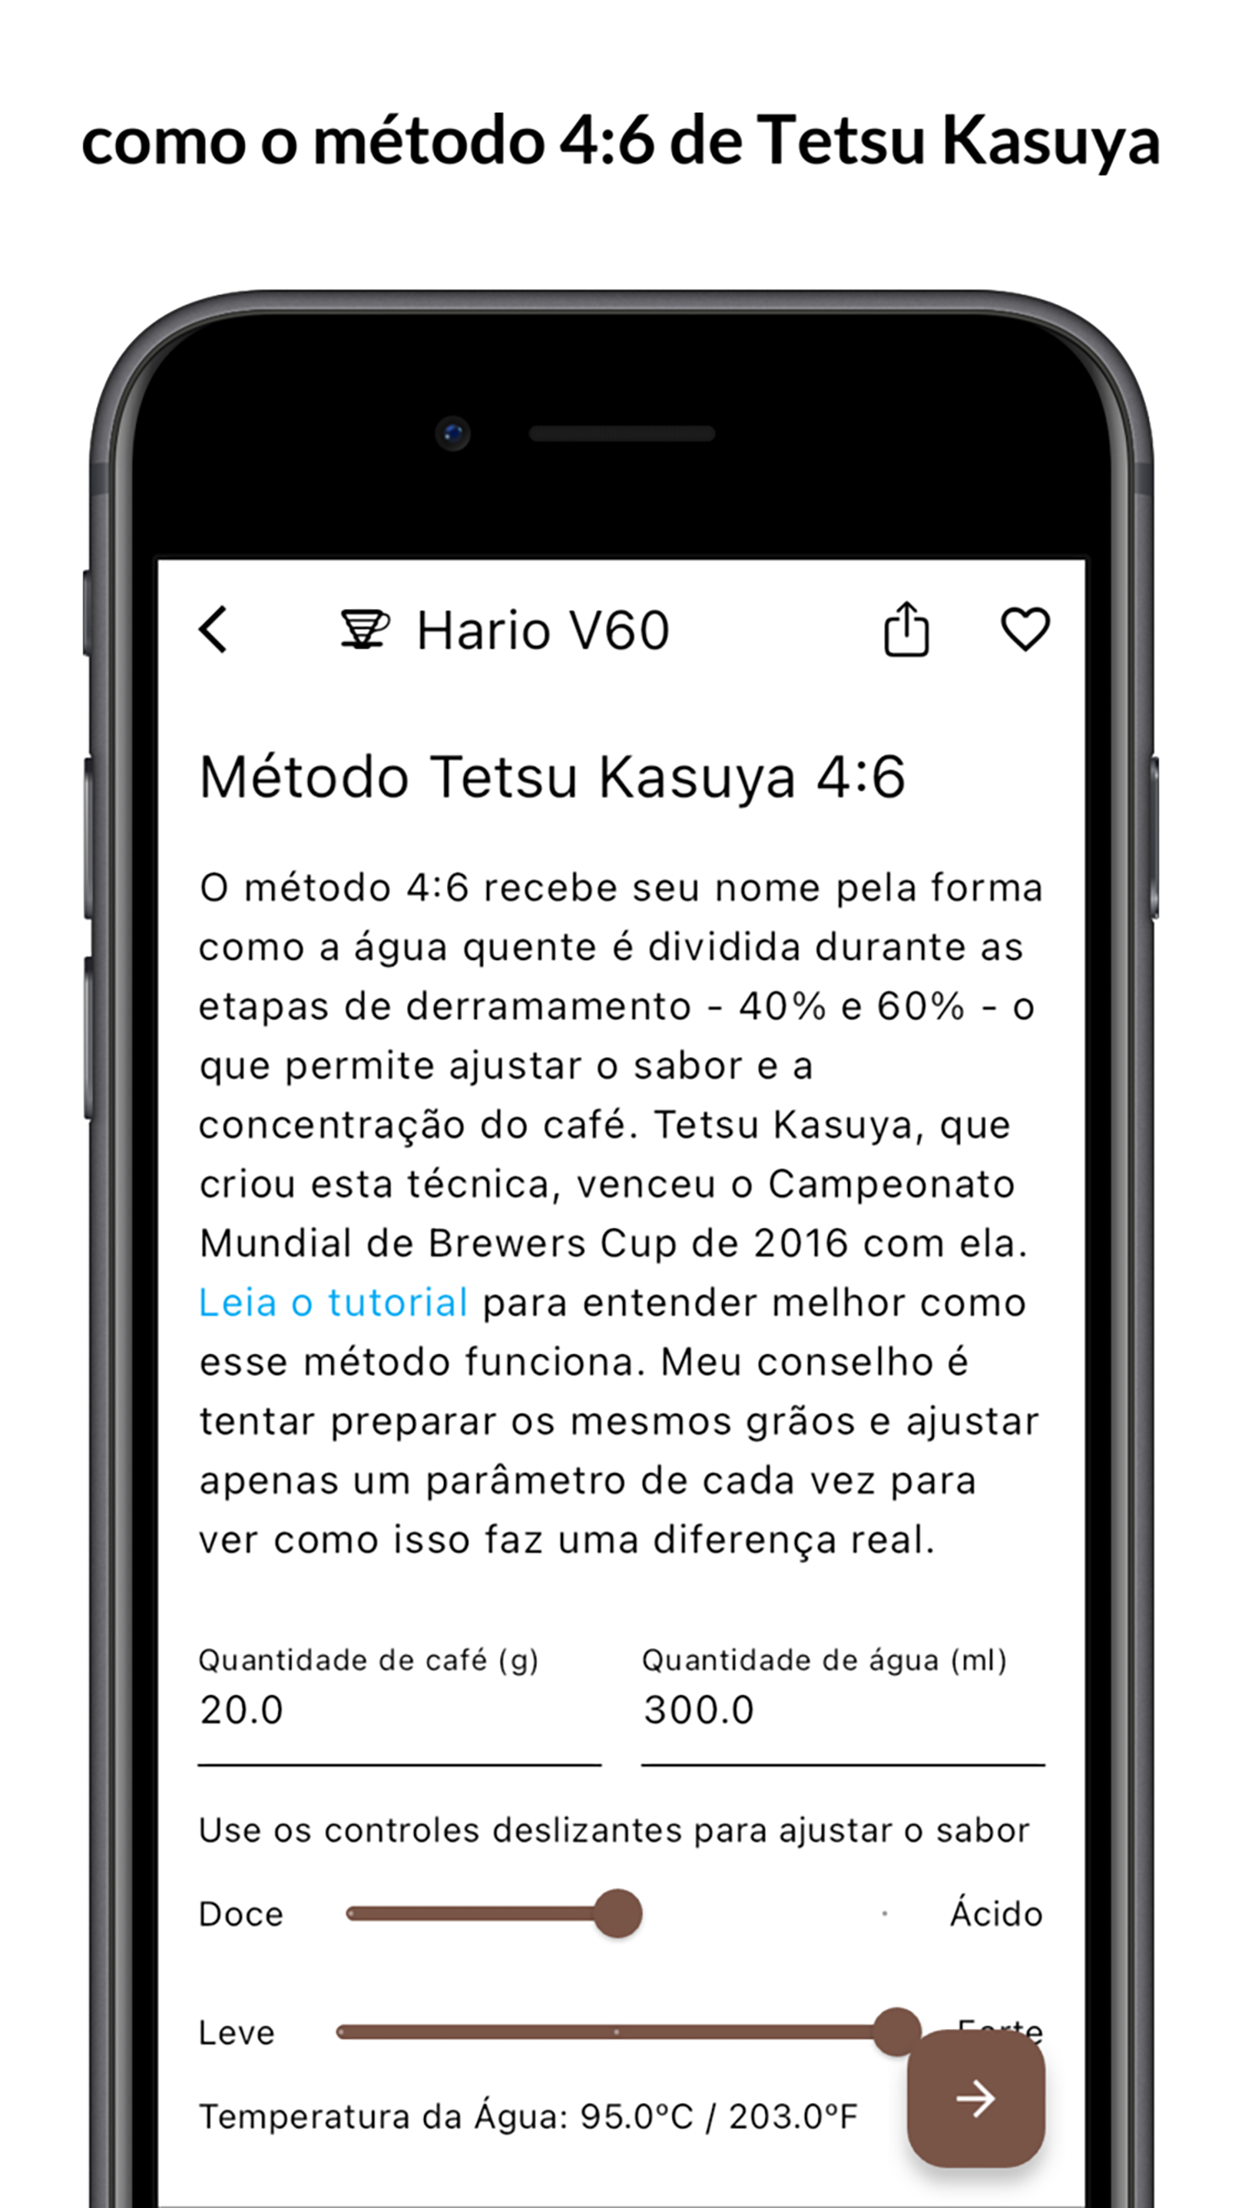 como o método 4:6 de Tetsu Kasuya
Hario V60
Método Tetsu Kasuya 4:6
O método 4:6 recebe seu nome pela forma
como a água quente é dividida durante as
etapas de derramamento - 40% e 60% - o
que permite ajustar o sabor e a
concentração do café. Tetsu Kasuya, que
criou esta técnica, venceu o Campeonato
Mundial de Brewers Cup de 2016 com ela.
Leia o tutorial para entender melhor como
esse método funciona. Meu conselho é
tentar preparar os mesmos grãos e ajustar
apenas um parâmetro de cada vez para
ver como isso faz uma diferença real.
Quantidade de café (g) Quantidade de água (ml)
20.0 300.0
Use os controles deslizantes para ajustar o sabor
Doce Ácido
Leve Forte
Temperatura da Água: 95.0ºC / 203.0ºF